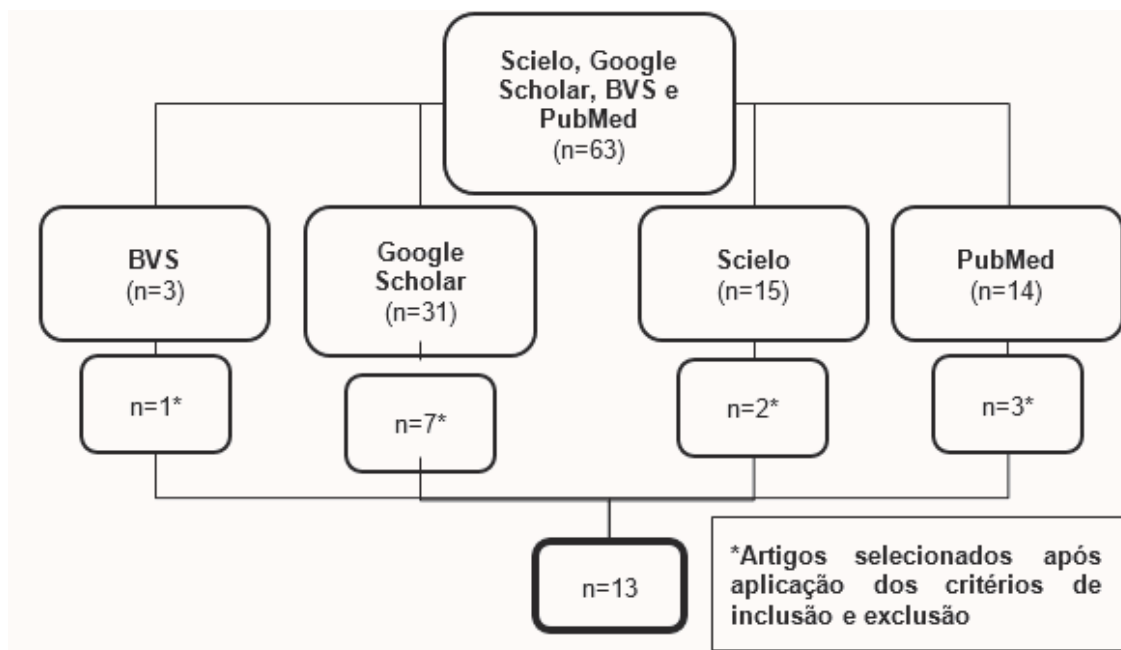 Scielo, Google
Scholar, BVS e
PubMed
(n=63)
BVS
(n=3)
Google
Scholar
(n=31)
Scielo
(n=15)
PubMed
(n=14)
n=1*
n=7*
n=2*
n=3*
n=13
*Artigos selecionados após
aplicação dos critérios de
inclusão e exclusão